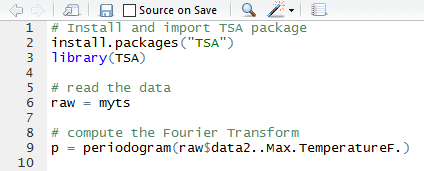 Source on Save
1 # Install and import TSA package
2 install.packages("TSA")
3 library(TSA)
4
5 # read the data
6 raw = myts
7
8 # compute the Fourier Transform
9 p = periodogram(raw$data2..Max.TemperatureF.)
10